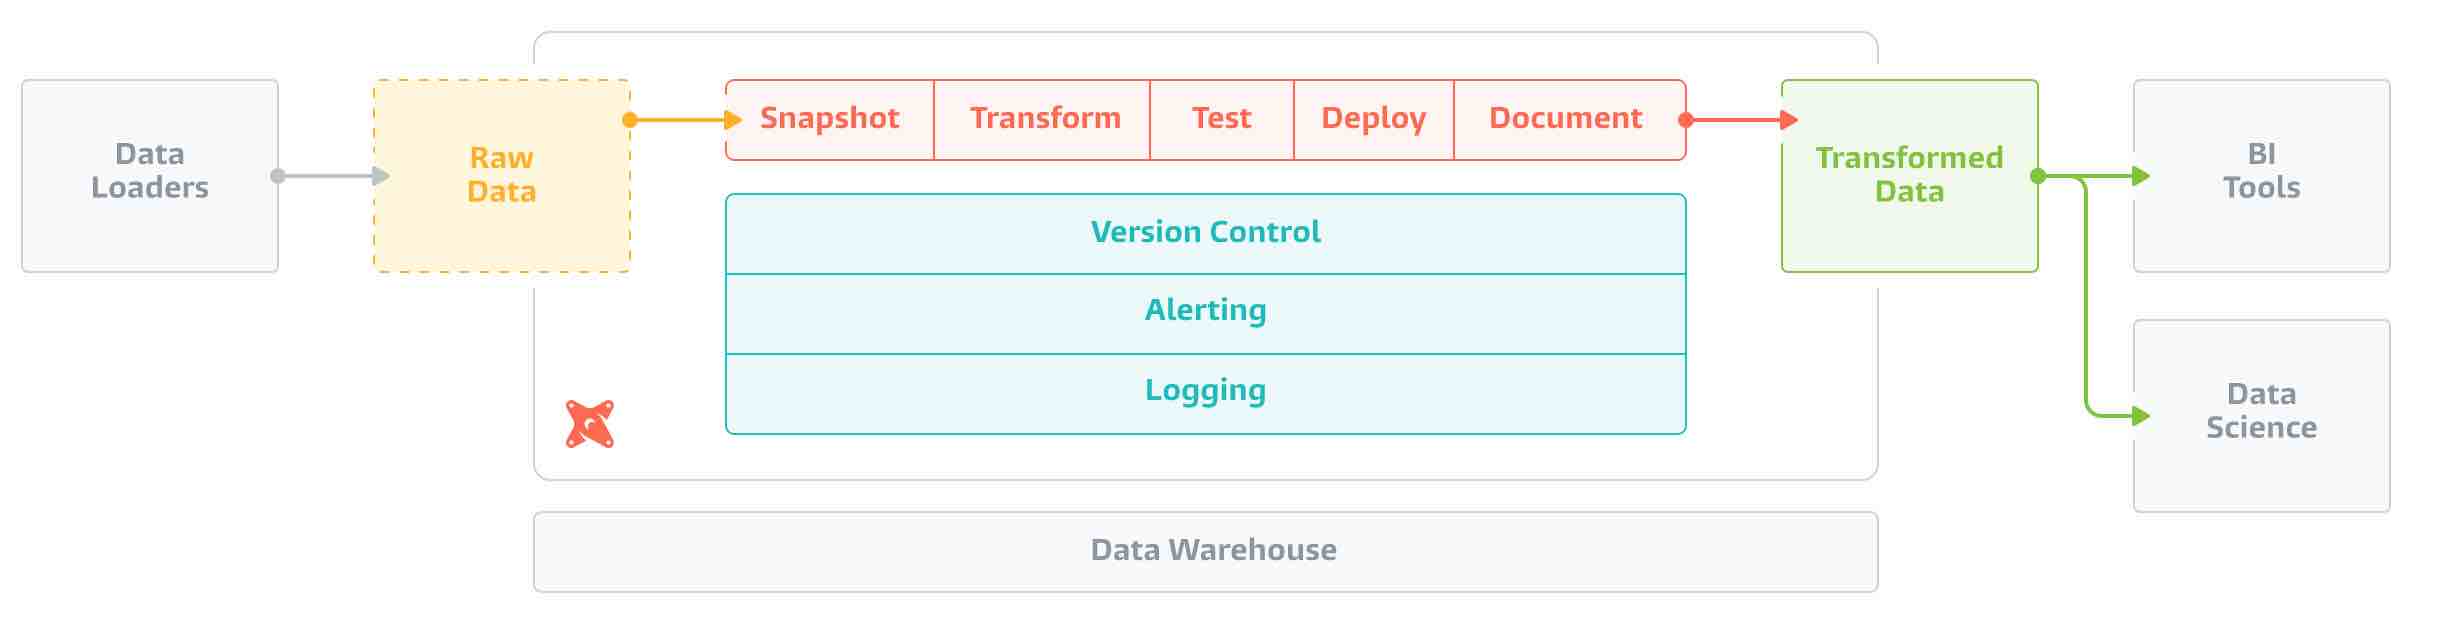 Data
Loaders
Raw
Data
Snapshot
Transform
Test
Deploy
Document
Version Control
Alerting
Logging
Transformed
Data
BI
Tools
Data
Science
Data Warehouse